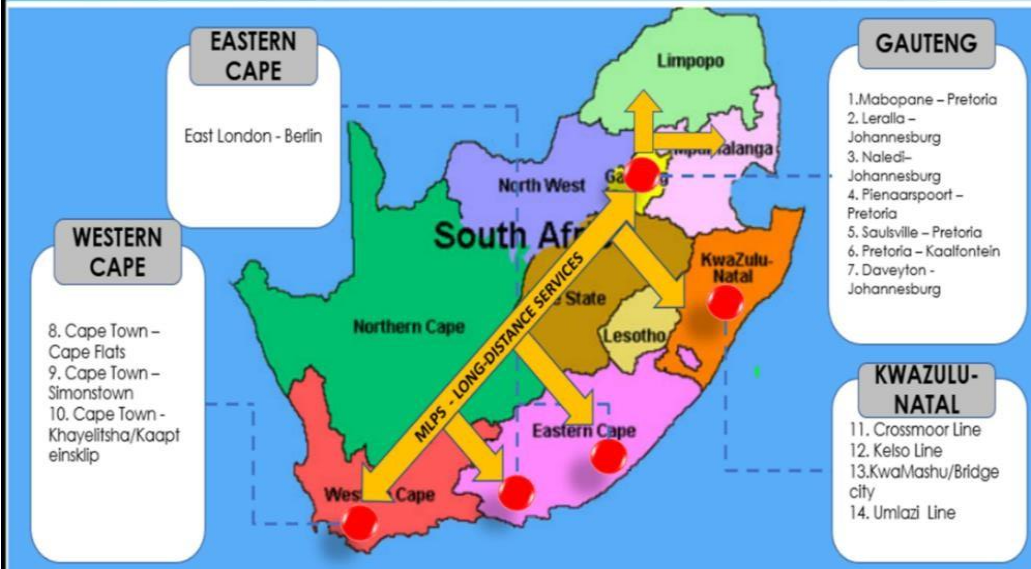 EASTERN
CAPE
East London - Berlin
WESTERN
CAPE
8. Cape Town –
Cape Flats
9. Cape Town –
Simonstown
10. Cape Town -
Khayelitsha/Kaapt
einsklip
Limpopo
North West
South Afri
KwaZulu-
Natal
State
Lesotho
Northern Cape
MLPS - LONG-DISTANCE SERVICES
Eastern Cape
Cape
GAUTENG
1.Mabopane – Pretoria
2. Leralla –
Johannesburg
3. Naledi–
Johannesburg
4. Pienaarspoort –
Pretoria
5. Saulsville – Pretoria
6. Pretoria – Kaalfontein
7. Daveyton -
Johannesburg
KWAZULU-
NATAL
11. Crossmoor Line
12. Kelso Line
13.KwaMashu/Bridge
city
14. Umlazi Line